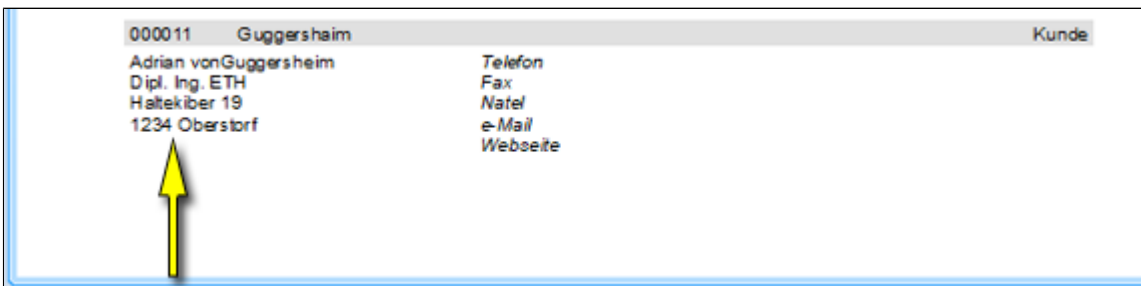 000011 Guggershaim Kunde
Adrian vonGuggersheim Telefon
Dipl. Ing. ETH Fax
Haltekiber 19 Natel
1234 Oberstorf e-Mail
Webseite